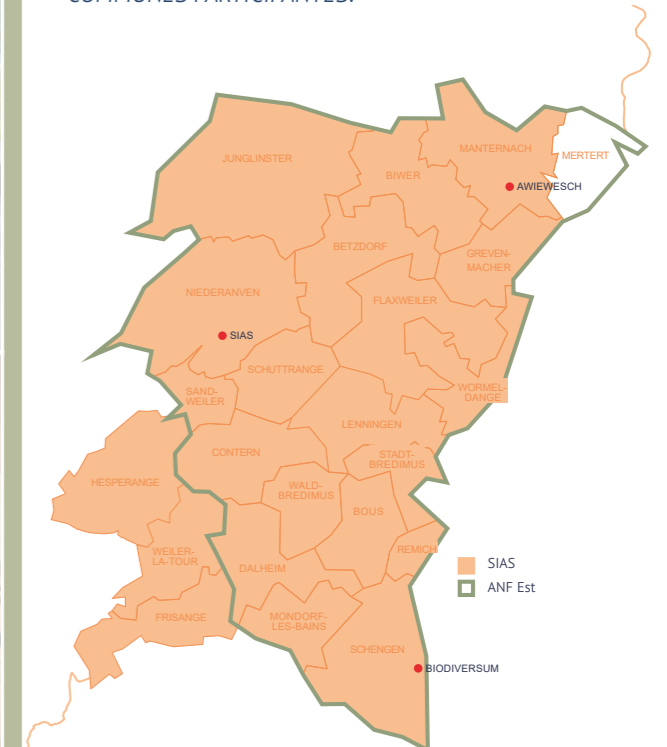 COMMUNES PARTICIPANTES:
JUNGLINSTER
BIWER
MANTERNACH
MERTERT
AWIEWESCH
BETZDORF
GREVEN-
MACHER
NIEDERANVEN
FLAXWEILER
SIAS
SCHUTTRANGE
SAND-
WEILER
WORMEL-
DANGE
LENNINGEN
CONTERN
STADT-
BREDIMUS
HESPERANGE
WALD-
BREDIMUS
BOUS
WEILER-
LA-TOUR
REMICH
DALHEIM
SIAS
ANF Est
FRISANGE
MONDORF-
LES-BAINS
SCHENGEN
BIODIVERSUM